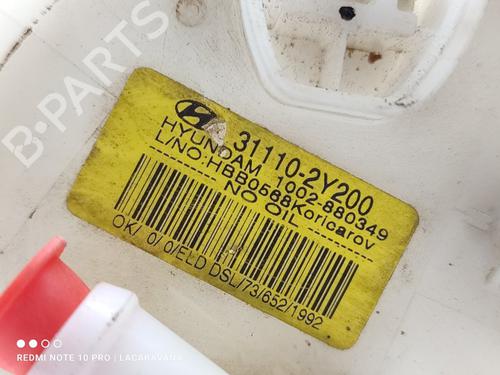 B-PARTS
31110-2Y200
HYUNDAM 1002-880349
L/NO:HBB0588Koricarov
NO OIL
OK/ 0/ 0/ELD DSL/73/652/1992
REDMI NOTE 10 PRO | LACARAVANA